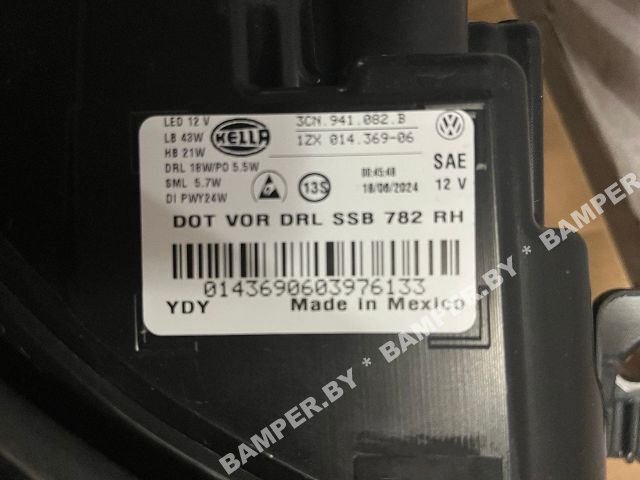 LED 12 V
LB 43W
HB 21W
DRL 18W/PO 5.5W
SML 5.7W
DI PWY24W
HELLA
3CN.941.082.B
1ZX 014.369-06
00:45:48
18/06/2024
13S
SAE
12 V
DOT VOR DRL SSB 782 RH
0143690603976133
YDY
Made in Mexico
BAMPER.BY * BAMPER.BY * BAMPER.BY